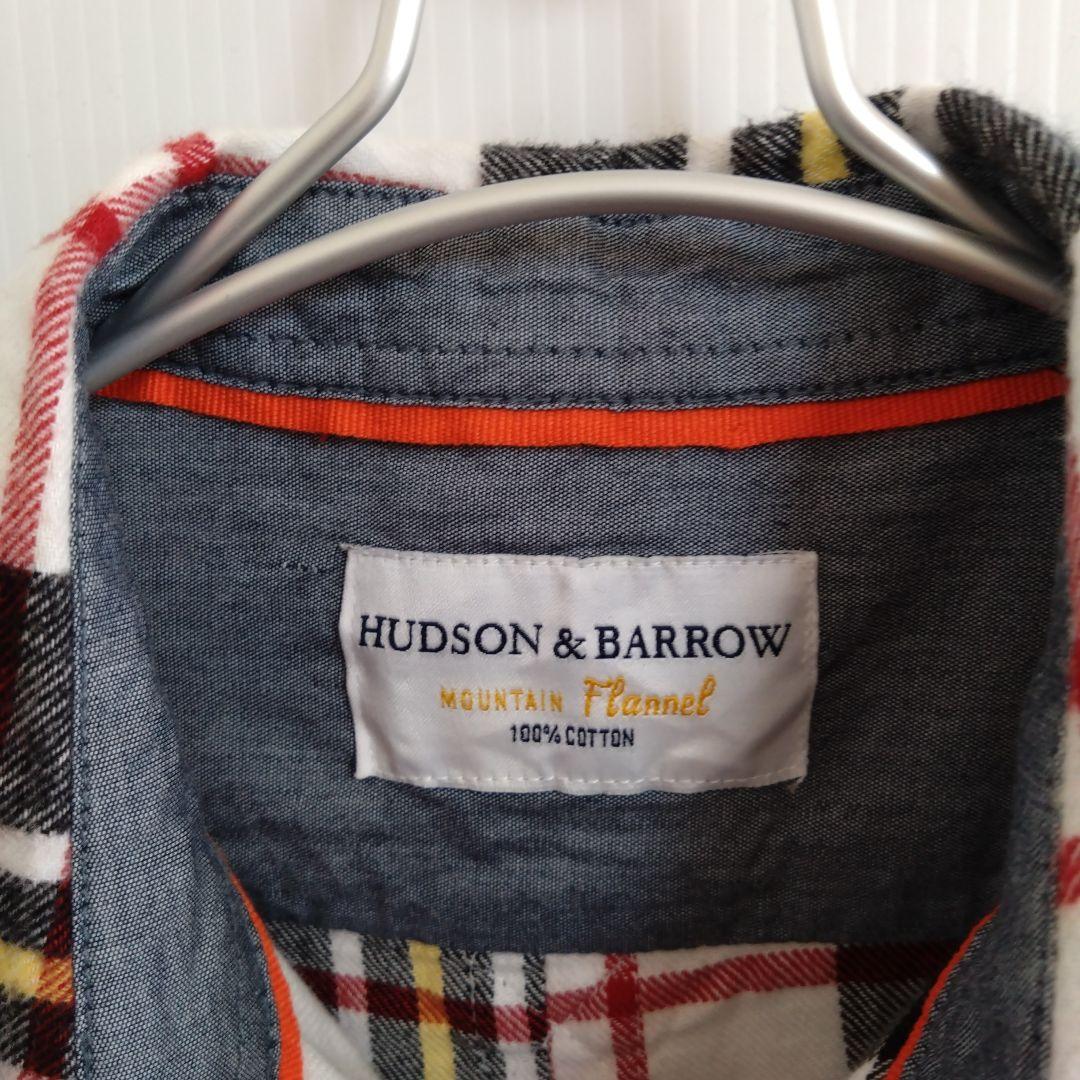 HUDSON & BARROW
MOUNTAIN Flannel
100% COTTON